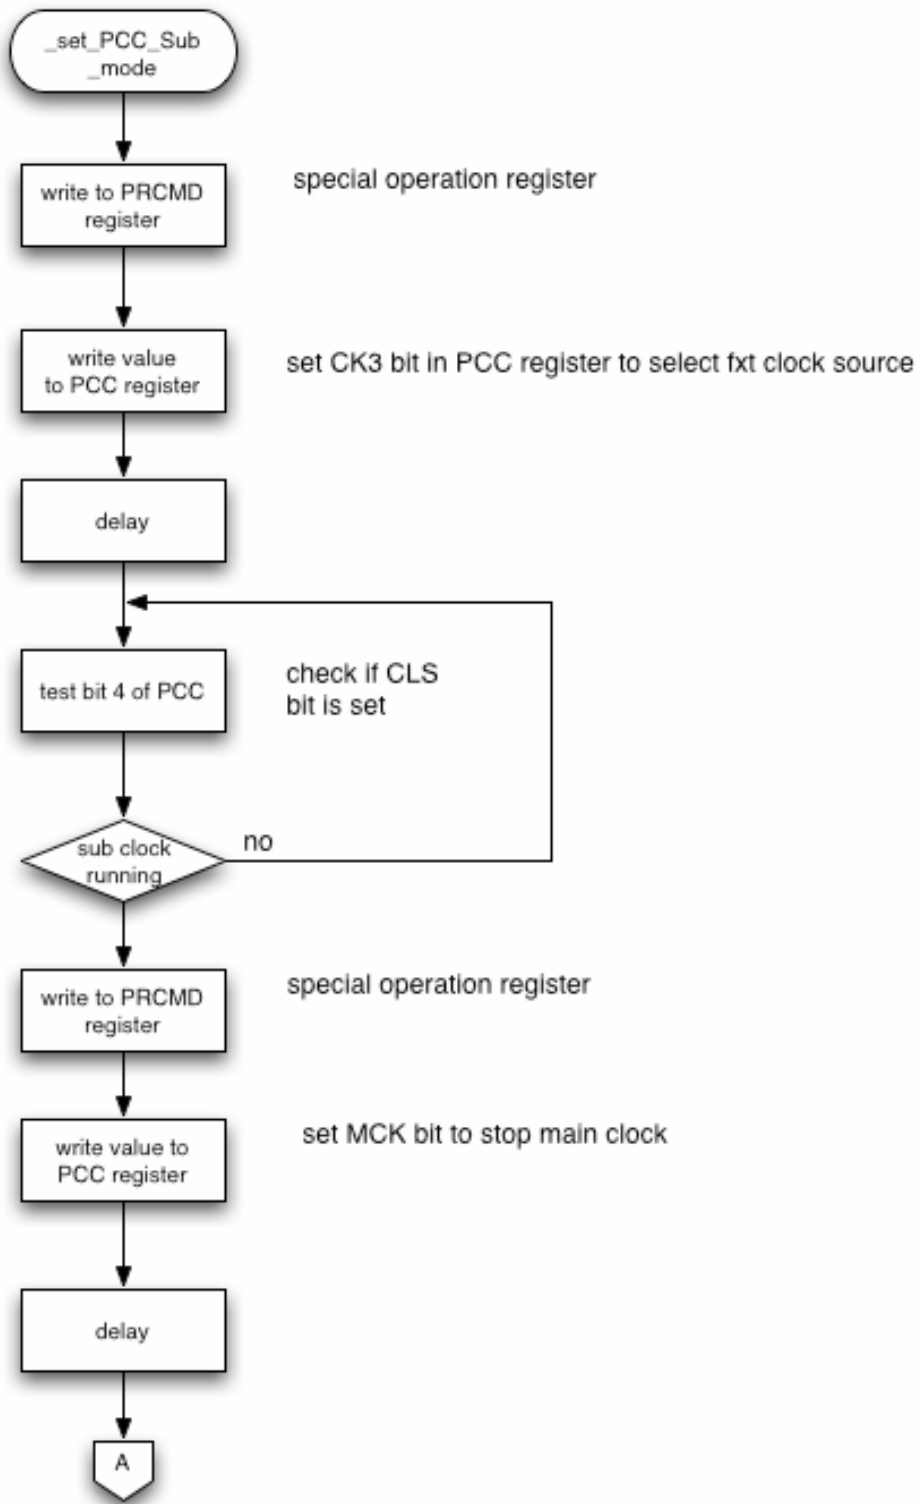 _set_PCC_Sub
_mode
write to PRCMD
register
special operation register
write value
to PCC register
set CK3 bit in PCC register to select fxt clock source
delay
test bit 4 of PCC
check if CLS
bit is set
sub clock
running
no
write to PRCMD
register
special operation register
write value to
PCC register
set MCK bit to stop main clock
delay
A